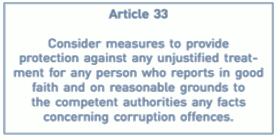 Article 33
Consider measures to provide
protection against any unjustified treat-
ment for any person who reports in good
faith and on reasonable grounds to
the competent authorities any facts
concerning corruption offences.